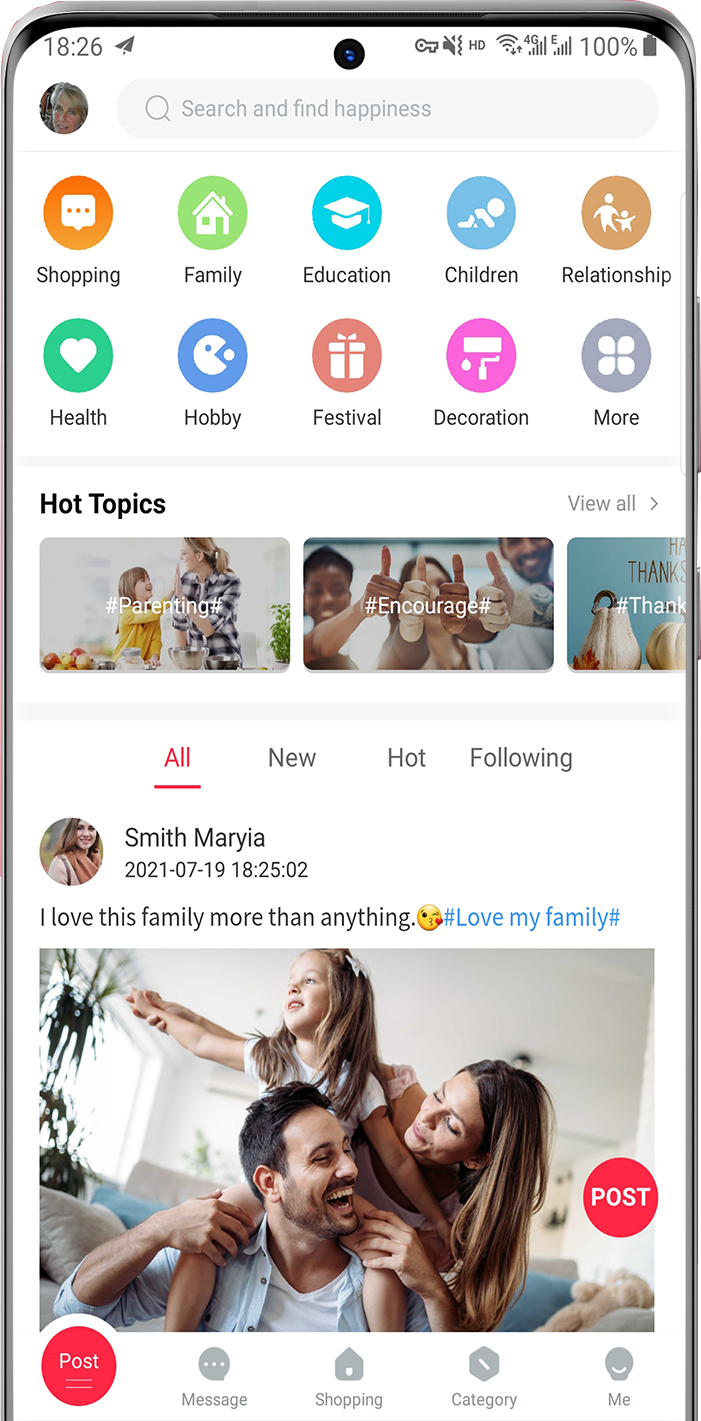 18:26 HD 4G E 100%
Search and find happiness
Shopping Family Education Children Relationship
Health Hobby Festival Decoration More
Hot Topics View all
HA
THANKS
#Parenting# #Encourage# #Thank
All New Hot Following
Smith Maryia
2021-07-19 18:25:02
I love this family more than anything.😘#Love my family#
POST
Post
Message Shopping Category Me